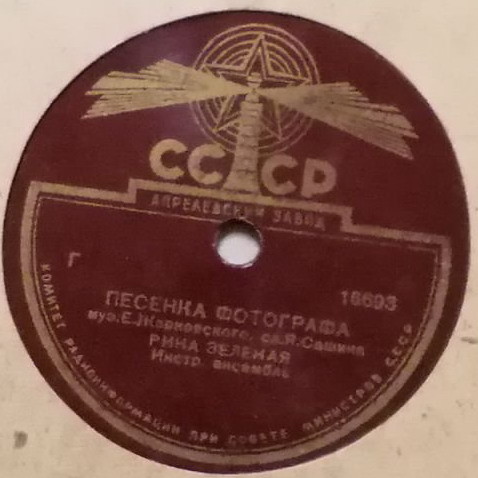 СССР
АПРЕЛЕВСКИЙ ЗАВОД
Г
16693
ПЕСЕНКА ФОТОГРАФА
муз. Е. Жарковского, сл. Я. Сашина
РИНА ЗЕЛЕНАЯ
Инстр. ансамбль
КОМИТЕТ РАДИОИНФОРМАЦИИ ПРИ СОВЕТЕ МИНИСТРОВ СССР